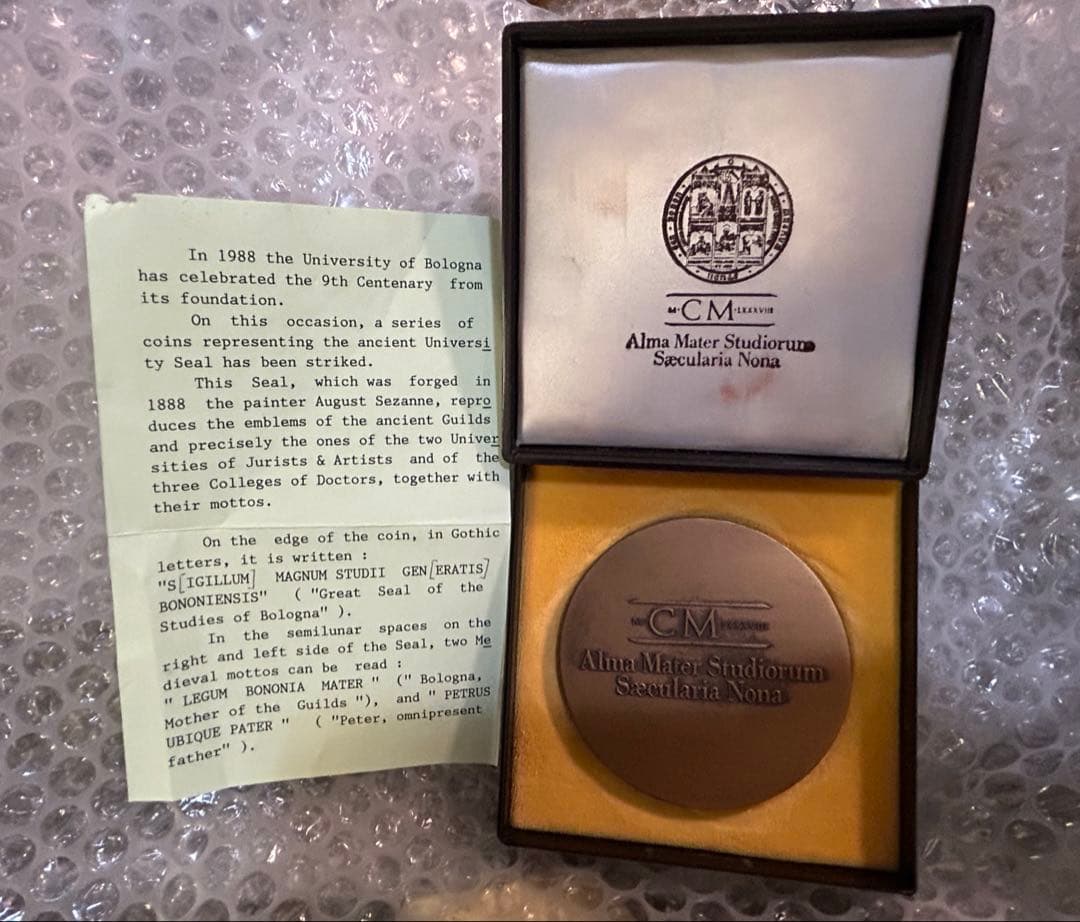 In 1988 the University of Bologna
has celebrated the 9th Centenary from
its foundation.
On this occasion, a series of
coins representing the ancient Universi
ty Seal has been striked.
This Seal, which was forged in
1888 the painter August Sezanne, repro
duces the emblems of the ancient Guilds
and precisely the ones of the two Univer
sities of Jurists & Artists and of the
three Colleges of Doctors, together with
their mottos.
On the edge of the coin, in Gothic
letters, it is written :
"S[IGILLUM] MAGNUM STUDII GEN[ERATIS]
BONONIENSIS" ( "Great Seal of the
Studies of Bologna" ).
In the semilunar spaces on the
right and left side of the Seal, two Me
dieval mottos can be read :
" LEGUM BONONIA MATER " (" Bologna,
Mother of the Guilds "), and " PETRUS
UBIQUE PATER " ( "Peter, omnipresent
father" ).
M·CM·LXXXVIII
Alma Mater Studiorum
Sæcularia Nona
CM
Alma Mater Studiorum
Sæcularia Nona